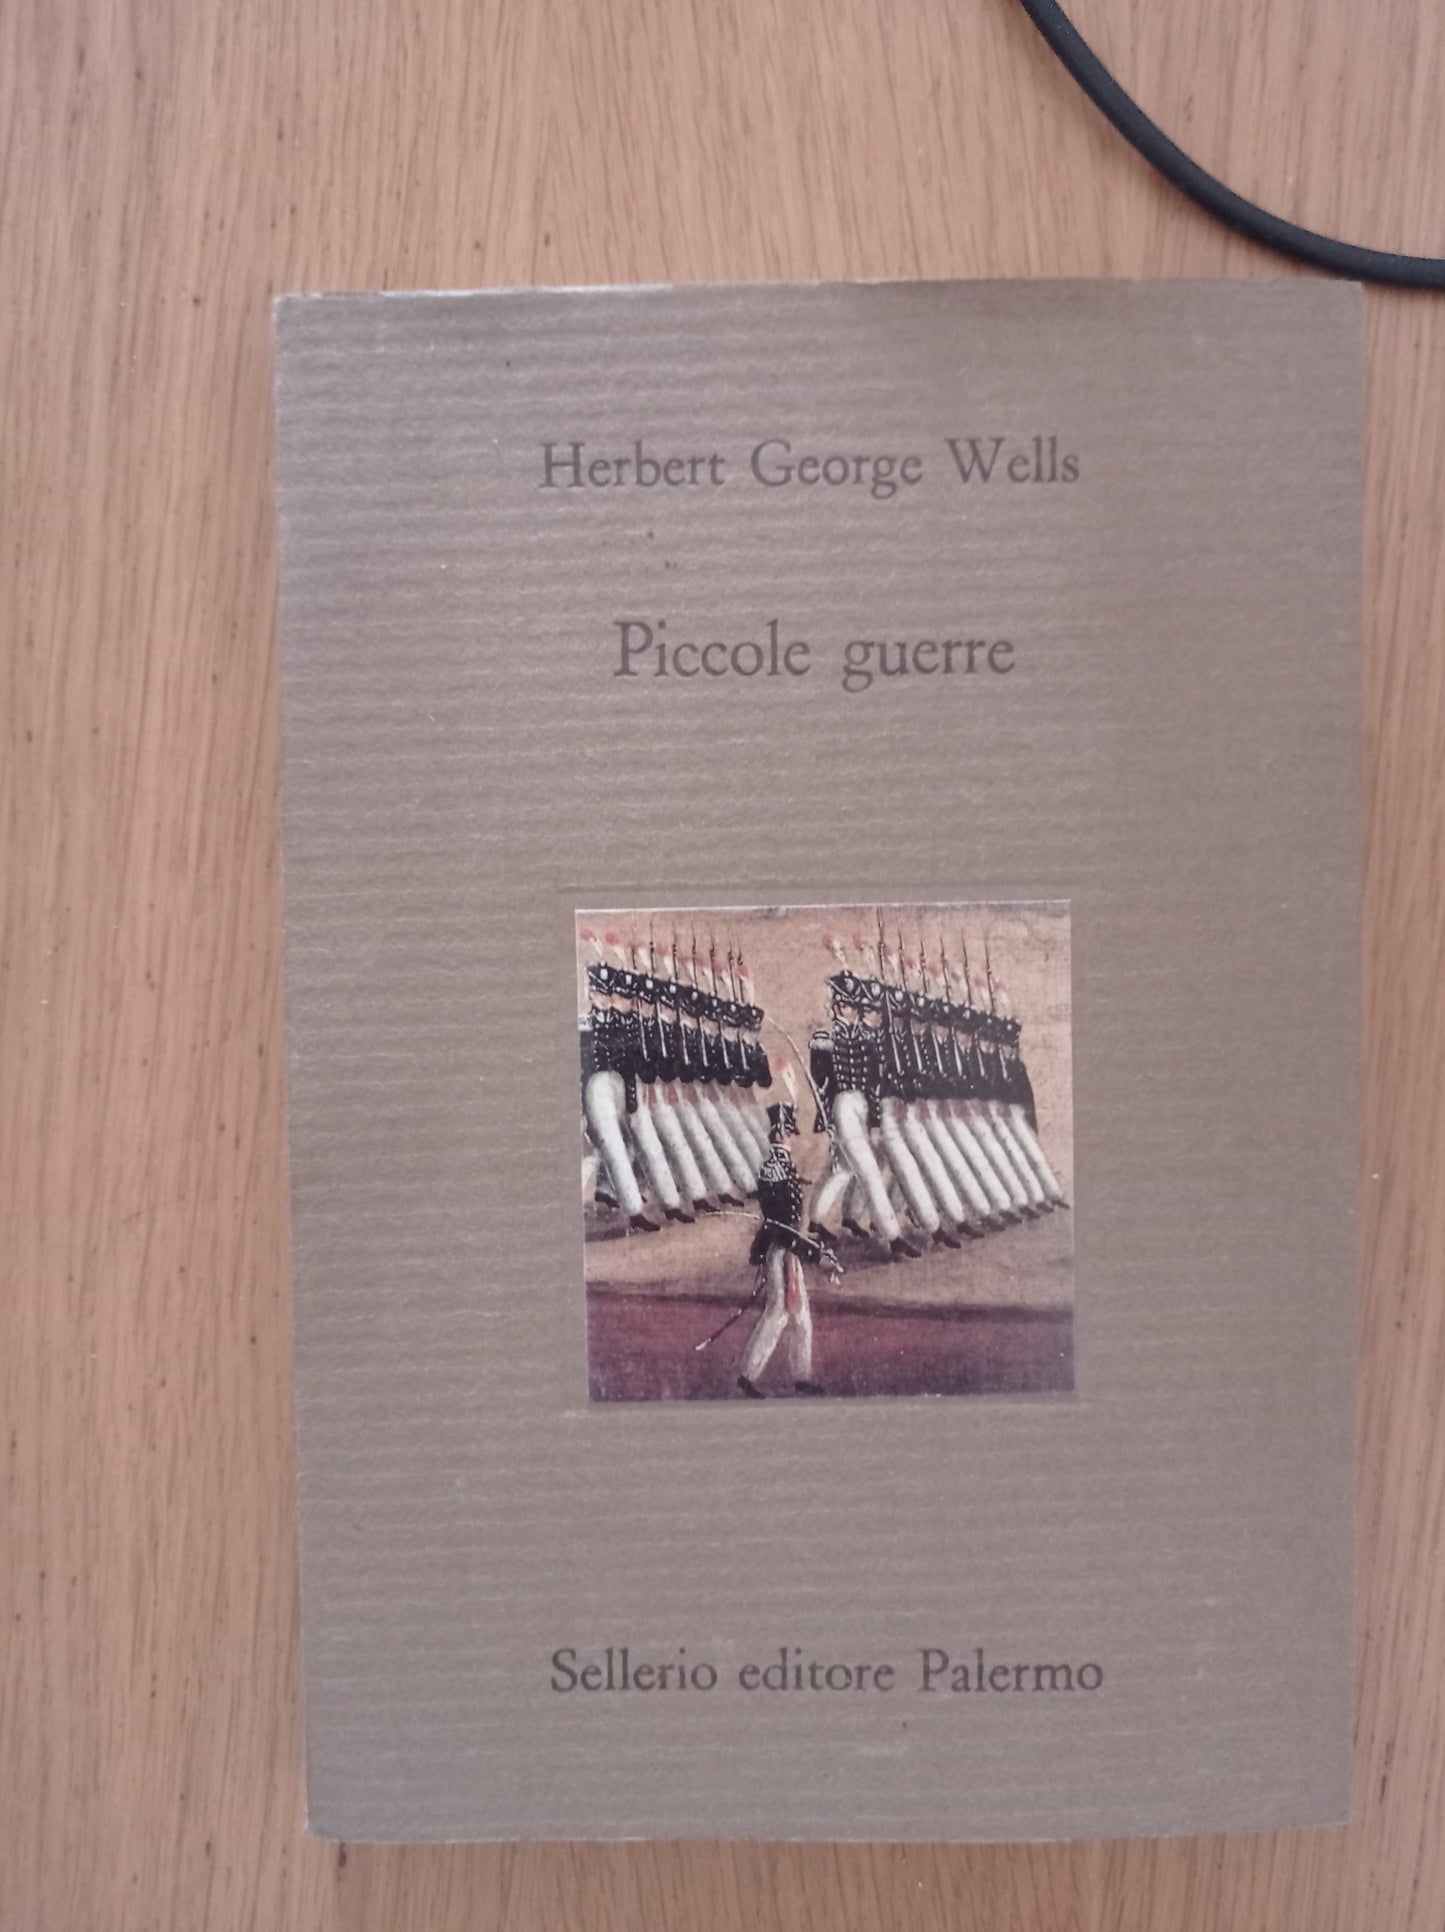 Herbert George Wells
Piccole guerre
Sellerio editore Palermo